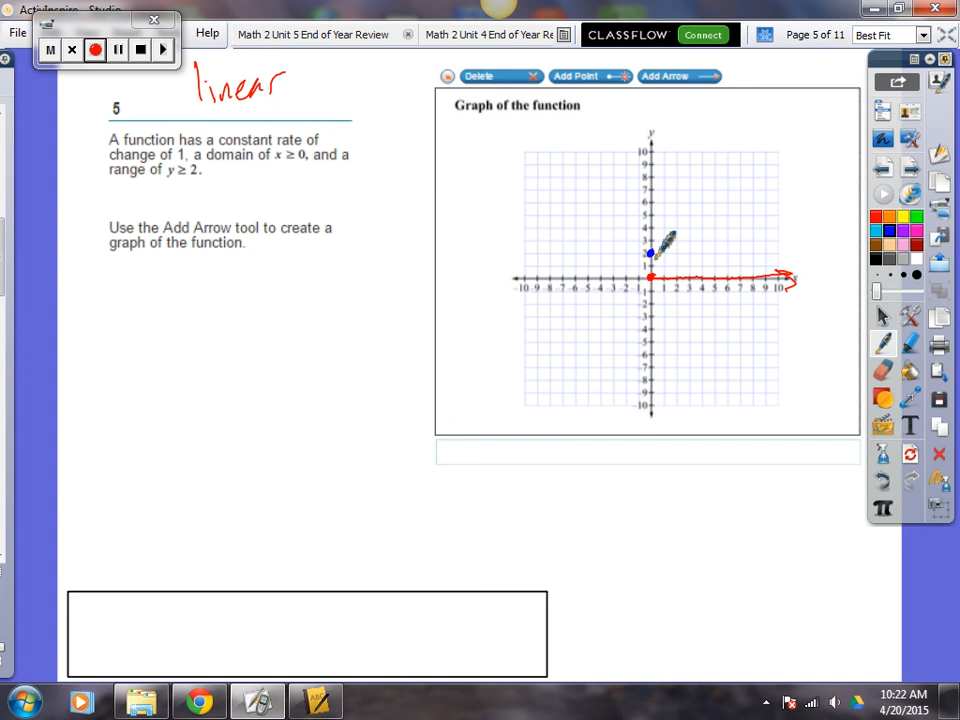 ActivInspire - Studio
File
Help
Math 2 Unit 5 End of Year Review
Math 2 Unit 4 End of Year Re
CLASSFLOW
Connect
Page 5 of 11
Best Fit
M
linear
5
A function has a constant rate of
change of 1, a domain of x ≥ 0, and a
range of y ≥ 2.
Use the Add Arrow tool to create a
graph of the function.
Delete
Add Point
Add Arrow
Graph of the function
y
10
9
8
7
6
5
4
3
2
1
-10 -9 -8 -7 -6 -5 -4 -3 -2 -1 1 2 3 4 5 6 7 8 9 10
-1
-2
-3
-4
-5
-6
-7
-8
-9
-10
T
π
ABC
10:22 AM
4/20/2015